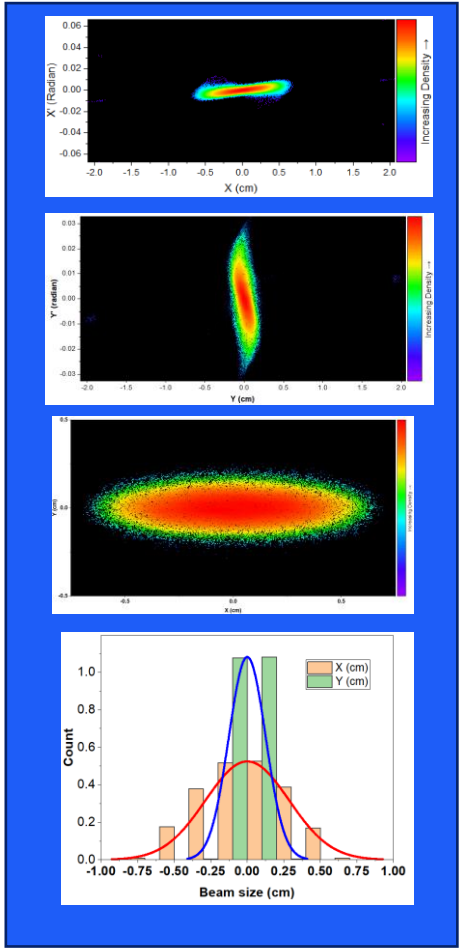 0.06
0.04
0.02
0.00
-0.02
-0.04
-0.06
X' (Radian)
-2.0 -1.5 -1.0 -0.5 0.0 0.5 1.0 1.5 2.0
X (cm)
Increasing Density →
0.03
0.02
0.01
0.00
-0.01
-0.02
-0.03
Y' (radian)
-2.0 -1.5 -1.0 -0.5 0.0 0.5 1.0 1.5 2.0
Y (cm)
Increasing Density →
0.5
0.0
-0.5
Y (cm)
-0.5 0.0 0.5
X (cm)
Increasing Density →
1.0
0.8
0.6
0.4
0.2
0.0
Count
X (cm)
Y (cm)
-1.00 -0.75 -0.50 -0.25 0.00 0.25 0.50 0.75 1.00
Beam size (cm)